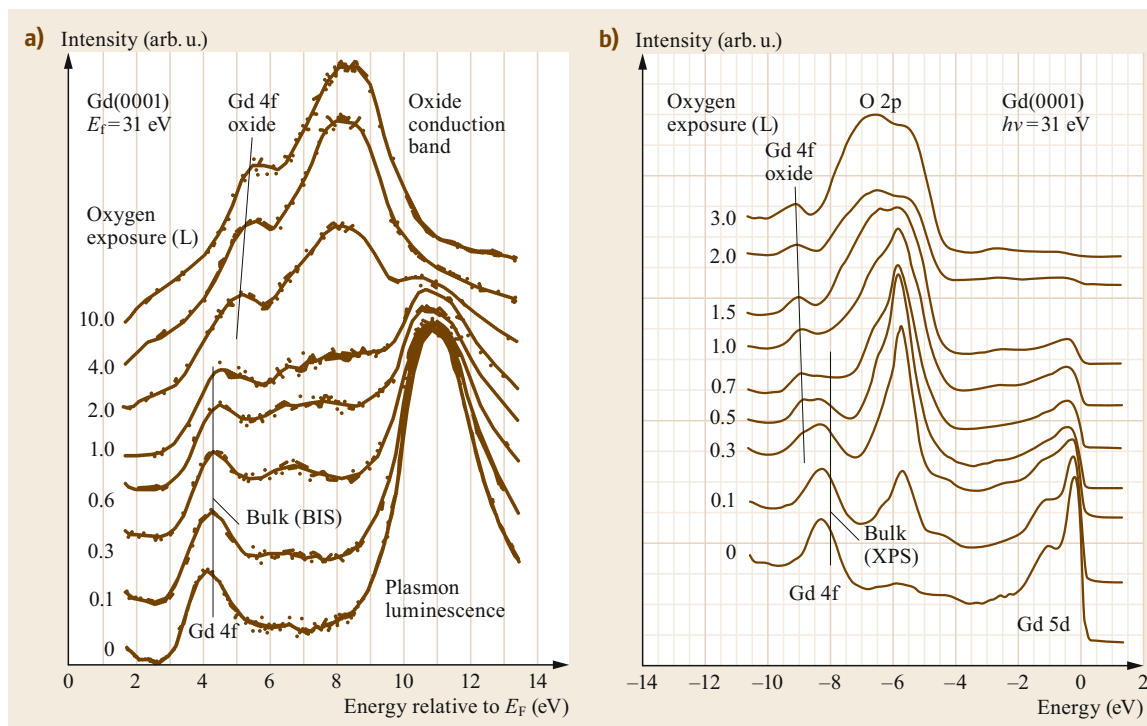 a) Intensity (arb. u.)
Gd(0001)
E_f = 31 eV
Gd 4f
oxide
Oxide
conduction
band
Oxygen
exposure (L)
10.0
4.0
2.0
1.0
0.6
0.3
0.1
0
Bulk (BIS)
Gd 4f
Plasmon
luminescence
0 2 4 6 8 10 12 14
Energy relative to E_F (eV)
b) Intensity (arb. u.)
Oxygen
exposure (L)
O 2p
Gd(0001)
hν = 31 eV
Gd 4f
oxide
3.0
2.0
1.5
1.0
0.7
0.5
0.3
0.1
0
Bulk
(XPS)
Gd 4f
Gd 5d
–14 –12 –10 –8 –6 –4 –2 0 2
Energy (eV)